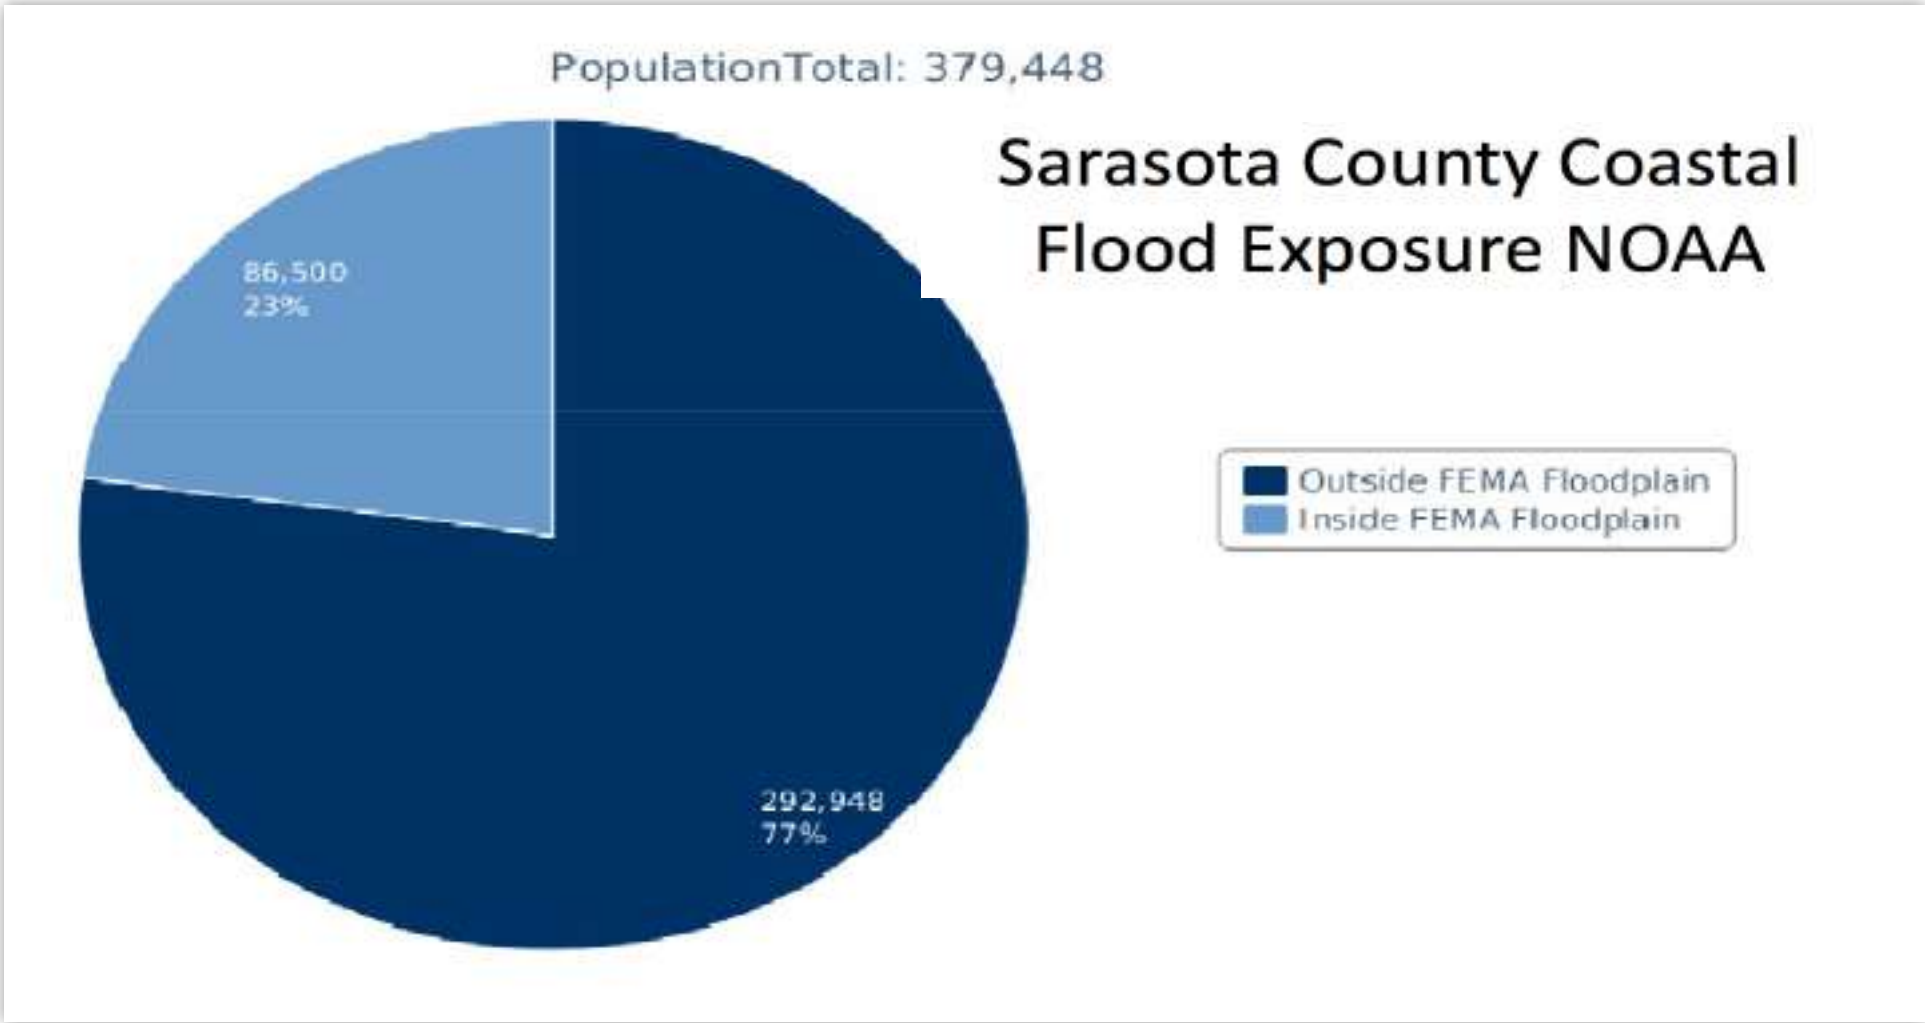 PopulationTotal: 379,448
Sarasota County Coastal
Flood Exposure NOAA
86,500
23%
Outside FEMA Floodplain
Inside FEMA Floodplain
292,948
77%